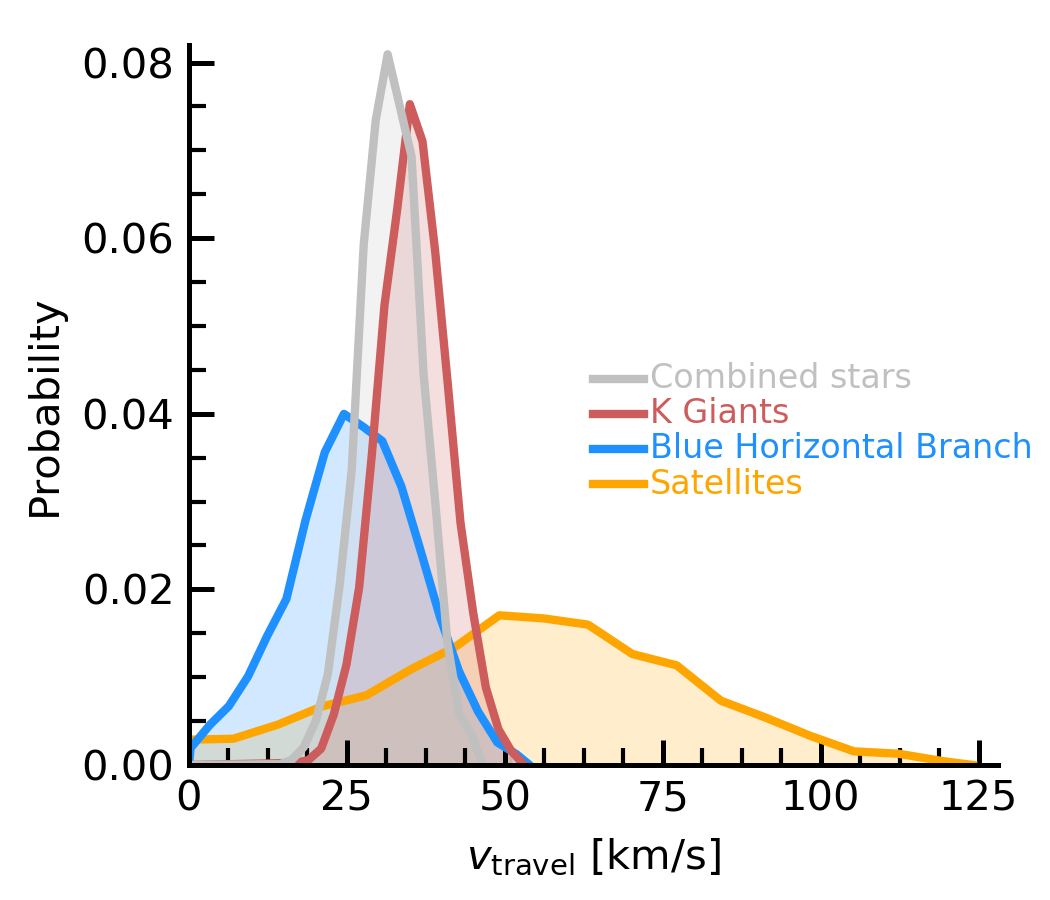 0.08
0.06
0.04
0.02
0.00
Probability
Combined stars
K Giants
Blue Horizontal Branch
Satellites
0 25 50 75 100 125
v_travel [km/s]